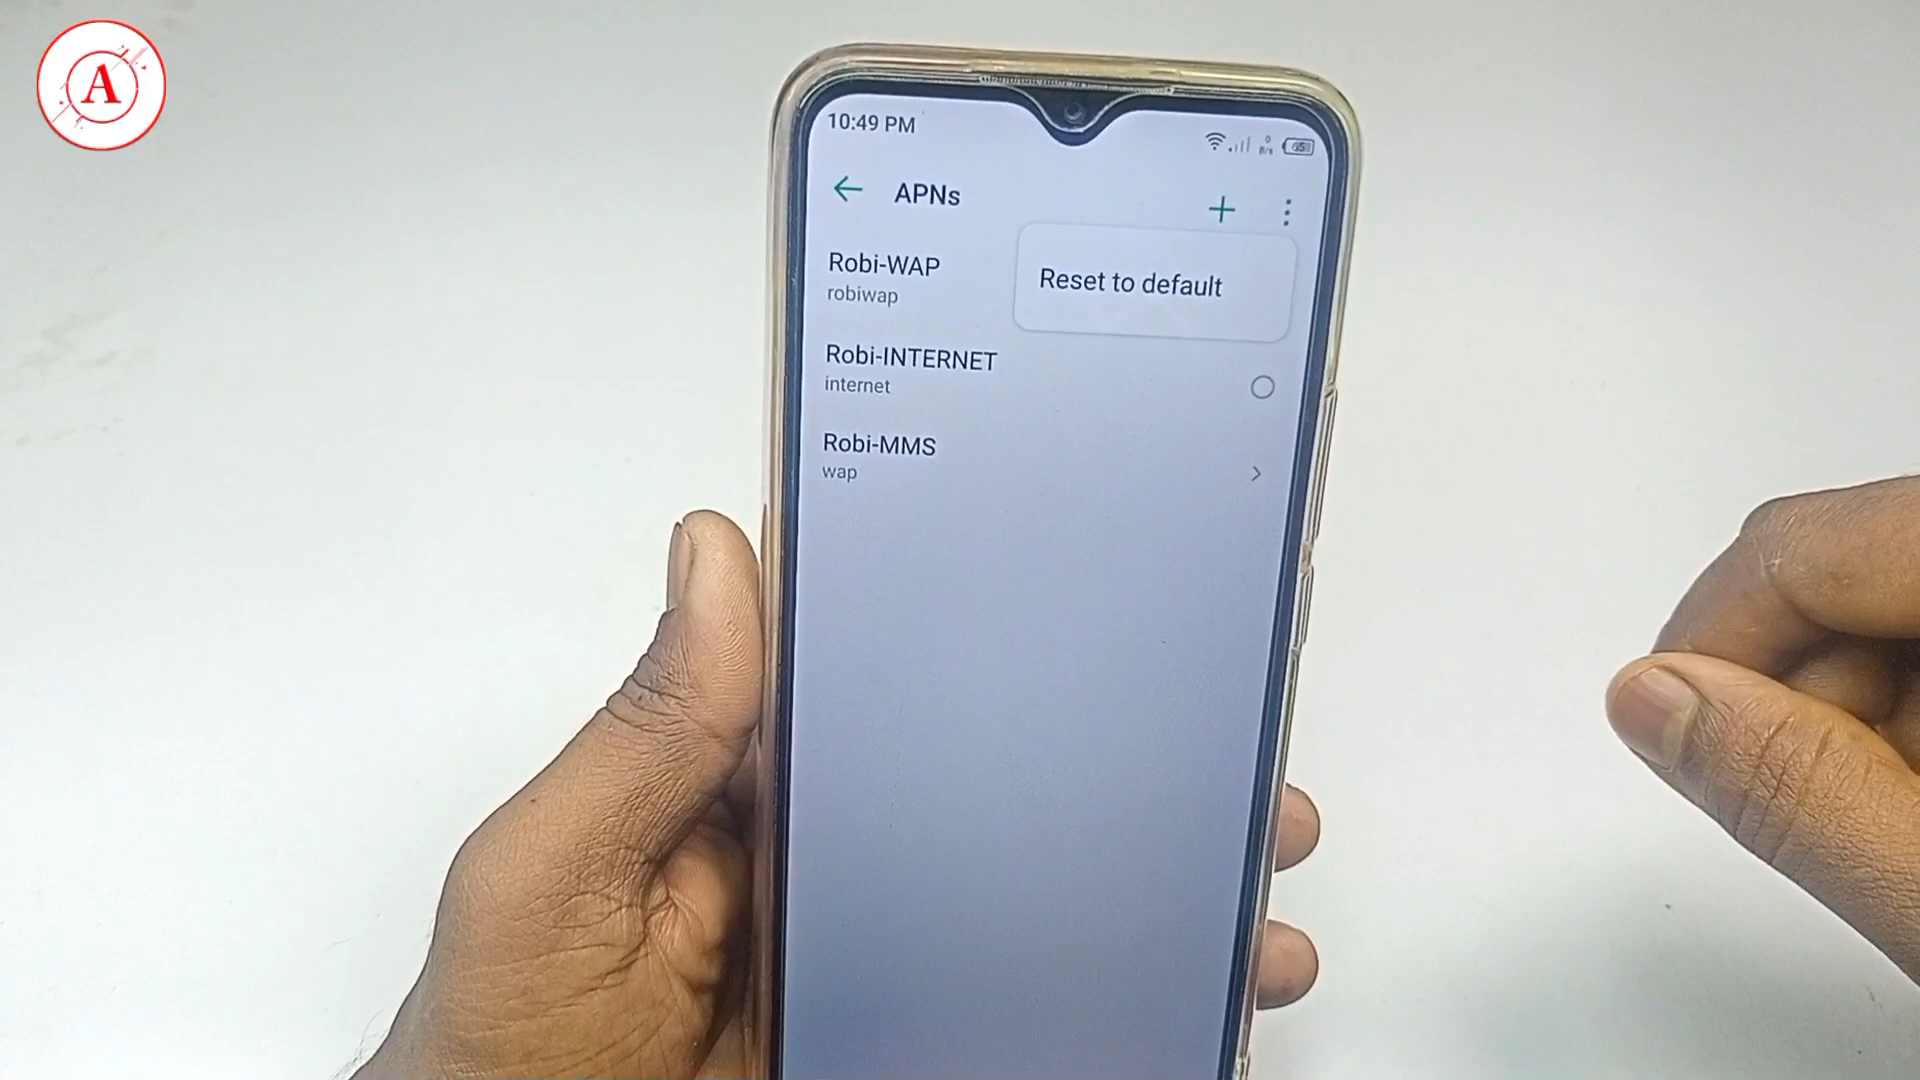 A
10:49 PM
APNs
Reset to default
Robi-WAP
robiwap
Robi-INTERNET
internet
Robi-MMS
wap